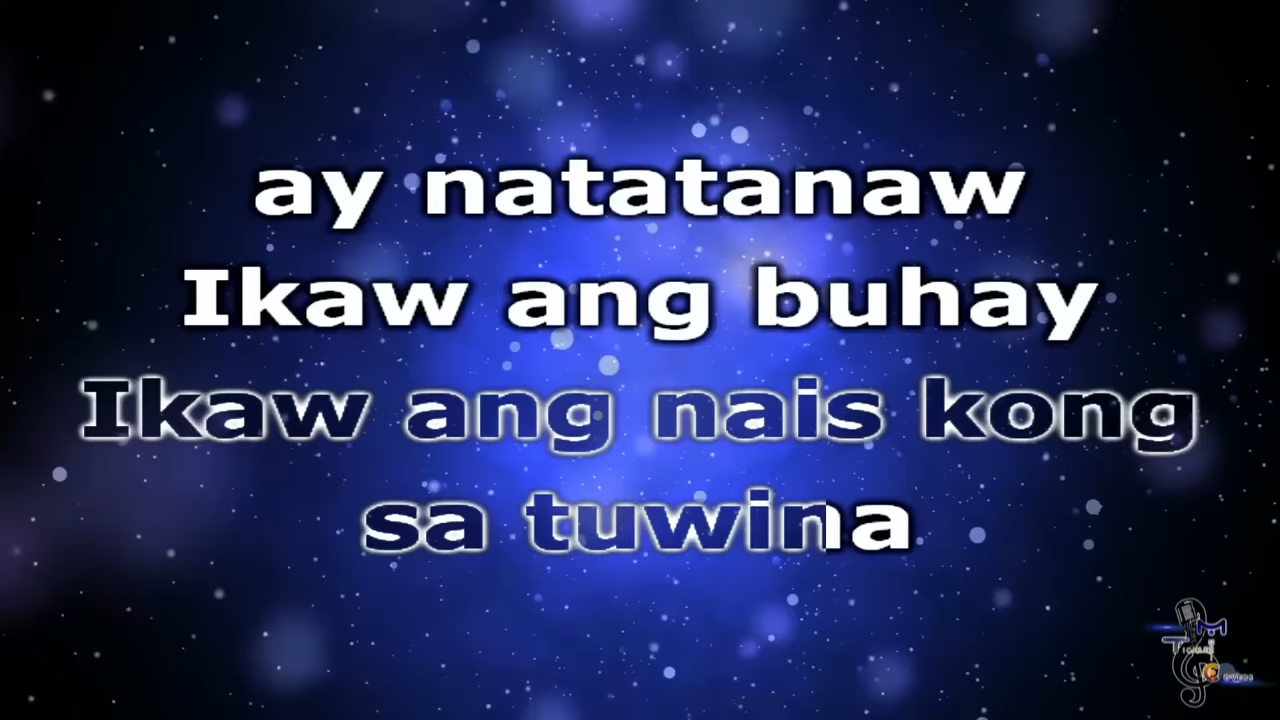 ay natatanaw
Ikaw ang buhay
Ikaw ang nais kong
sa tuwina